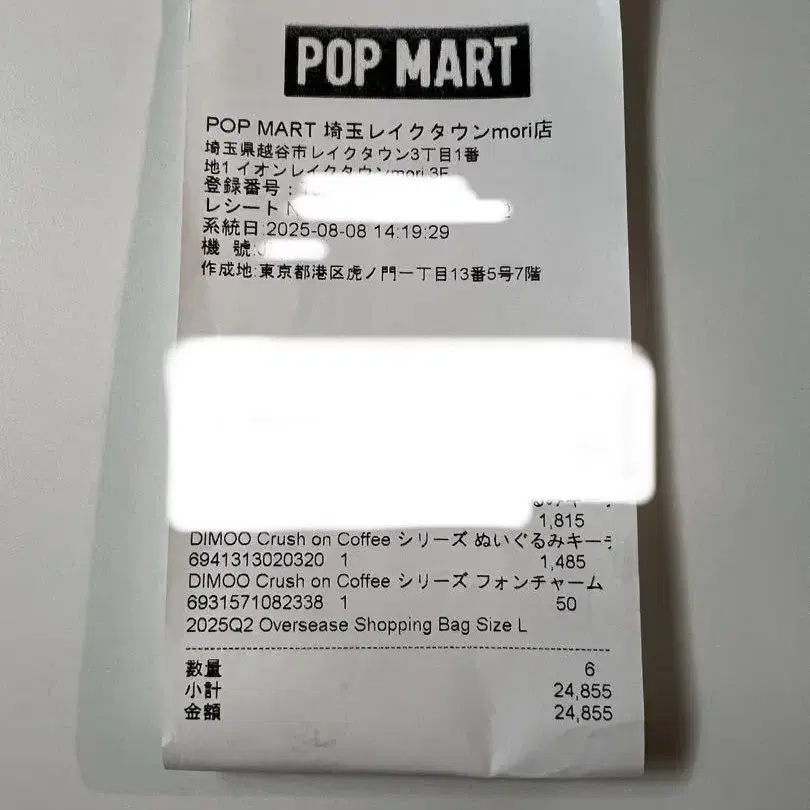 POP MART
POP MART 埼玉レイクタウンmori店
埼玉県越谷市レイクタウン3丁目1番
地1 イオンレイクタウンmori 3F
登録番号:
レシート
系統日:2025-08-08 14:19:29
機 號:
作成地:東京都港区虎ノ門一丁目13番5号7階
1,815
DIMOO Crush on Coffee シリーズ ぬいぐるみキーチ
6941313020320 1 1,485
DIMOO Crush on Coffee シリーズ フォンチャーム
6931571082338 1 50
2025Q2 Oversease Shopping Bag Size L
數量 6
小計 24,855
金額 24,855